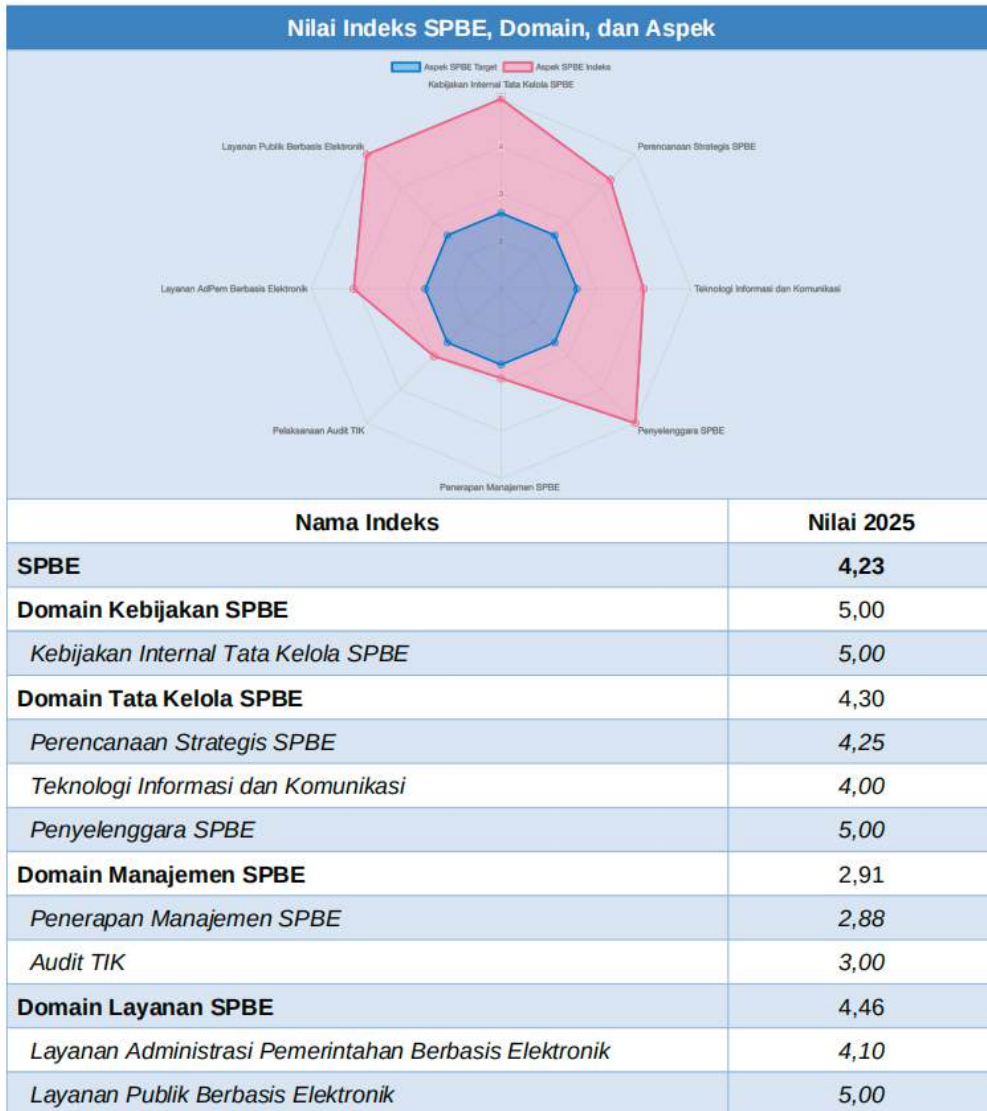 Nilai Indeks SPBE, Domain, dan Aspek
Aspek SPBE Target Aspek SPBE Indeks
Kebijakan Internal Tata Kelola SPBE
Layanan Publik Berbasis Elektronik
Perencanaan Strategis SPBE
4
3
2
Layanan AdPem Berbasis Elektronik
Teknologi Informasi dan Komunikasi
Pelaksanaan Audit TIK
Penyelenggara SPBE
Penerapan Manajemen SPBE
Nama Indeks Nilai 2025
SPBE 4,23
Domain Kebijakan SPBE 5,00
Kebijakan Internal Tata Kelola SPBE 5,00
Domain Tata Kelola SPBE 4,30
Perencanaan Strategis SPBE 4,25
Teknologi Informasi dan Komunikasi 4,00
Penyelenggara SPBE 5,00
Domain Manajemen SPBE 2,91
Penerapan Manajemen SPBE 2,88
Audit TIK 3,00
Domain Layanan SPBE 4,46
Layanan Administrasi Pemerintahan Berbasis Elektronik 4,10
Layanan Publik Berbasis Elektronik 5,00